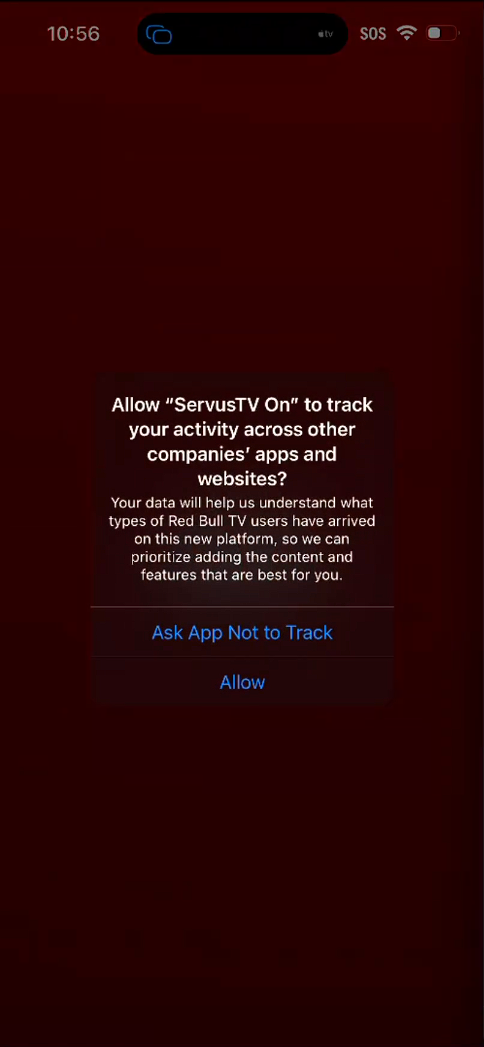 10:56
tv
SOS
Allow “ServusTV On” to track
your activity across other
companies’ apps and
websites?
Your data will help us understand what
types of Red Bull TV users have arrived
on this new platform, so we can
prioritize adding the content and
features that are best for you.
Ask App Not to Track
Allow